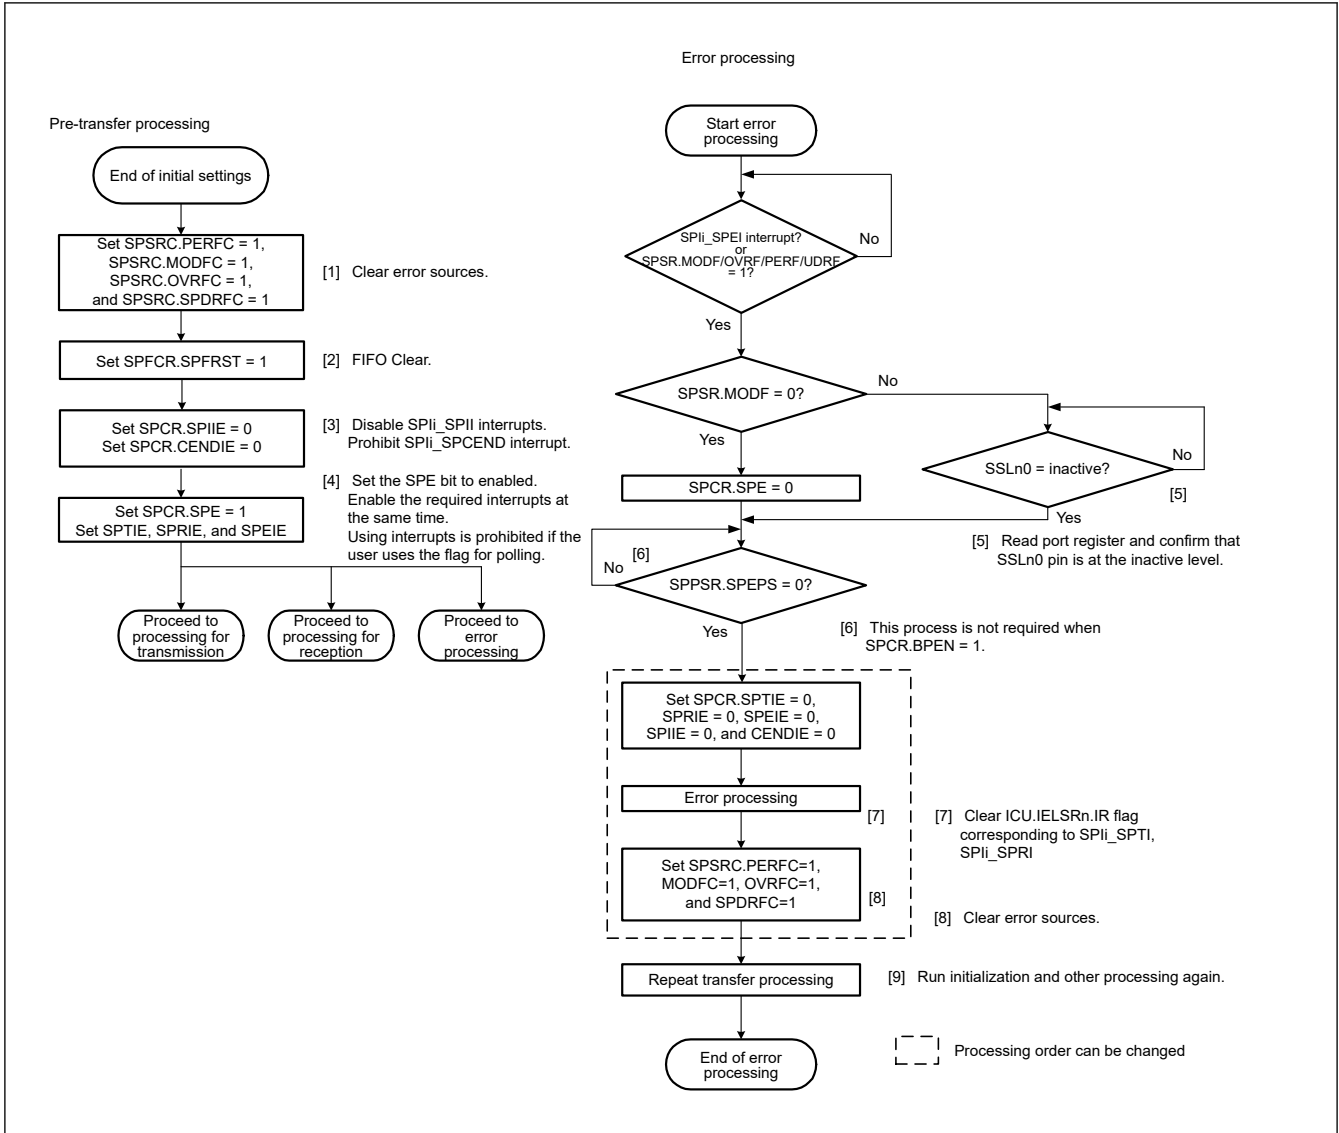 Error processing
Pre-transfer processing
End of initial settings
Set SPSRC.PERFC = 1,
SPSRC.MODFC = 1,
SPSRC.OVRFC = 1,
and SPSRC.SPDRFC = 1
[1] Clear error sources.
Set SPFCR.SPFRST = 1
[2] FIFO Clear.
Set SPCR.SPIIE = 0
Set SPCR.CENDIE = 0
[3] Disable SPIi_SPII interrupts.
Prohibit SPIi_SPCEND interrupt.
Set SPCR.SPE = 1
Set SPTIE, SPRIE, and SPEIE
[4] Set the SPE bit to enabled.
Enable the required interrupts at
the same time.
Using interrupts is prohibited if the
user uses the flag for polling.
Proceed to
processing for
transmission
Proceed to
processing for
reception
Proceed to
error
processing
Start error
processing
SPIi_SPEI interrupt?
or
SPSR.MODF/OVRF/PERF/UDRF
= 1?
No
Yes
SPSR.MODF = 0?
No
Yes
SSLn0 = inactive?
No
[5]
Yes
SPCR.SPE = 0
[5] Read port register and confirm that
SSLn0 pin is at the inactive level.
[6]
No
SPPSR.SPEPS = 0?
Yes
[6] This process is not required when
SPCR.BPEN = 1.
Set SPCR.SPTIE = 0,
SPRIE = 0, SPEIE = 0,
SPIIE = 0, and CENDIE = 0
Error processing
[7]
[7] Clear ICU.IELSRn.IR flag
corresponding to SPIi_SPTI,
SPIi_SPRI
Set SPSRC.PERFC=1,
MODFC=1, OVRFC=1,
and SPDRFC=1
[8]
[8] Clear error sources.
Repeat transfer processing
[9] Run initialization and other processing again.
End of error
processing
Processing order can be changed